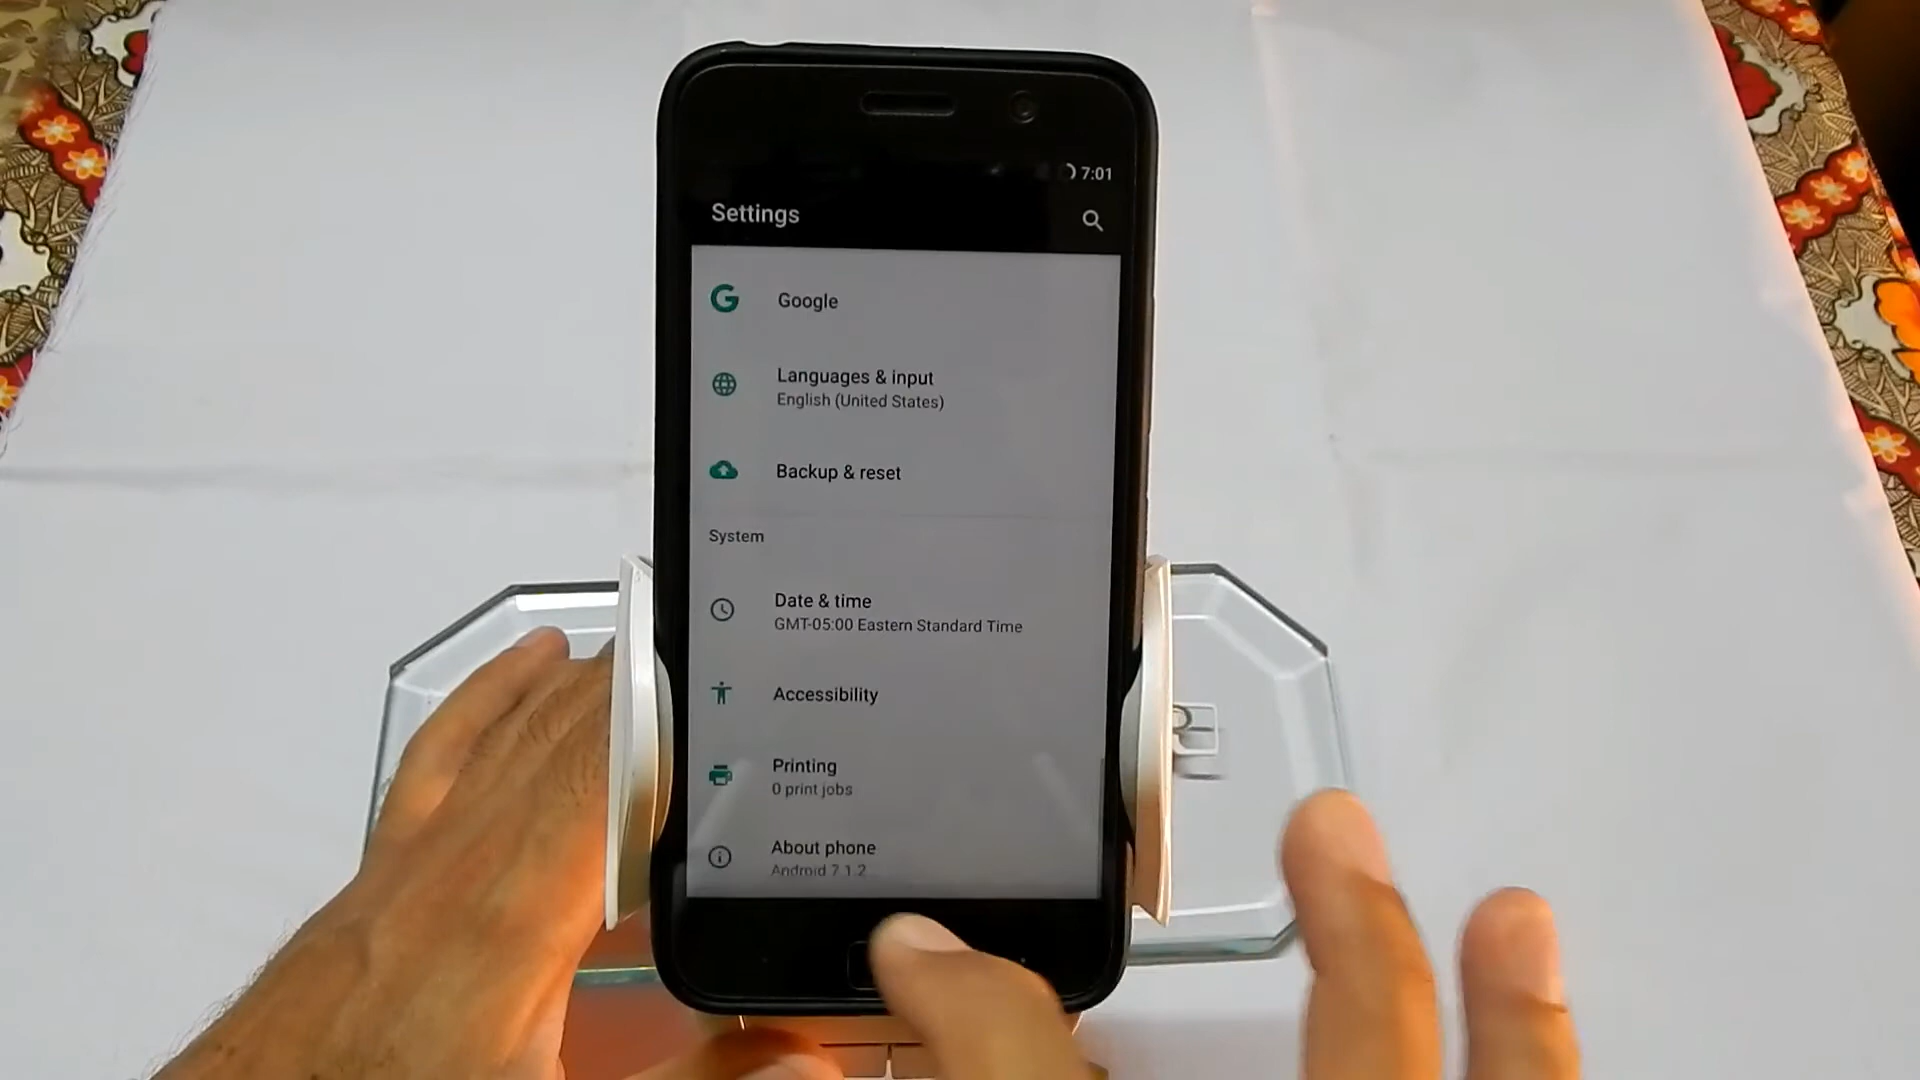 7:01
Settings
Google
Languages & input
English (United States)
Backup & reset
System
Date & time
GMT-05:00 Eastern Standard Time
Accessibility
Printing
0 print jobs
About phone
Android 7.1.2